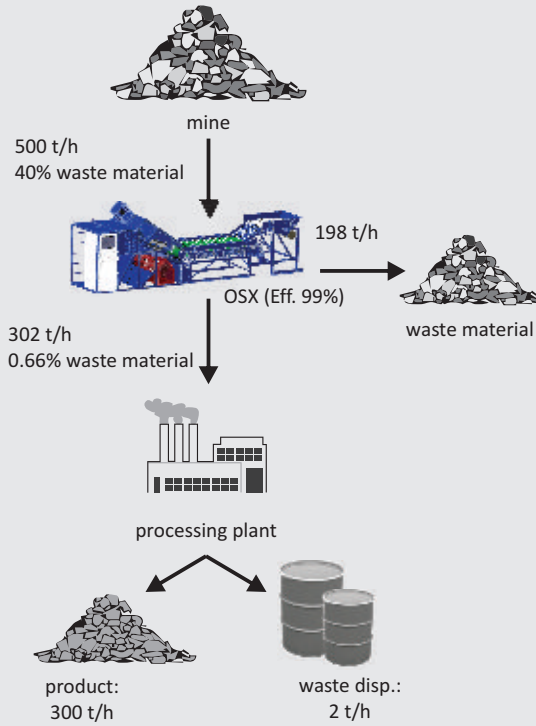 mine
500 t/h
40% waste material
198 t/h
OSX (Eff. 99%)
waste material
302 t/h
0.66% waste material
processing plant
product:
300 t/h
waste disp.:
2 t/h